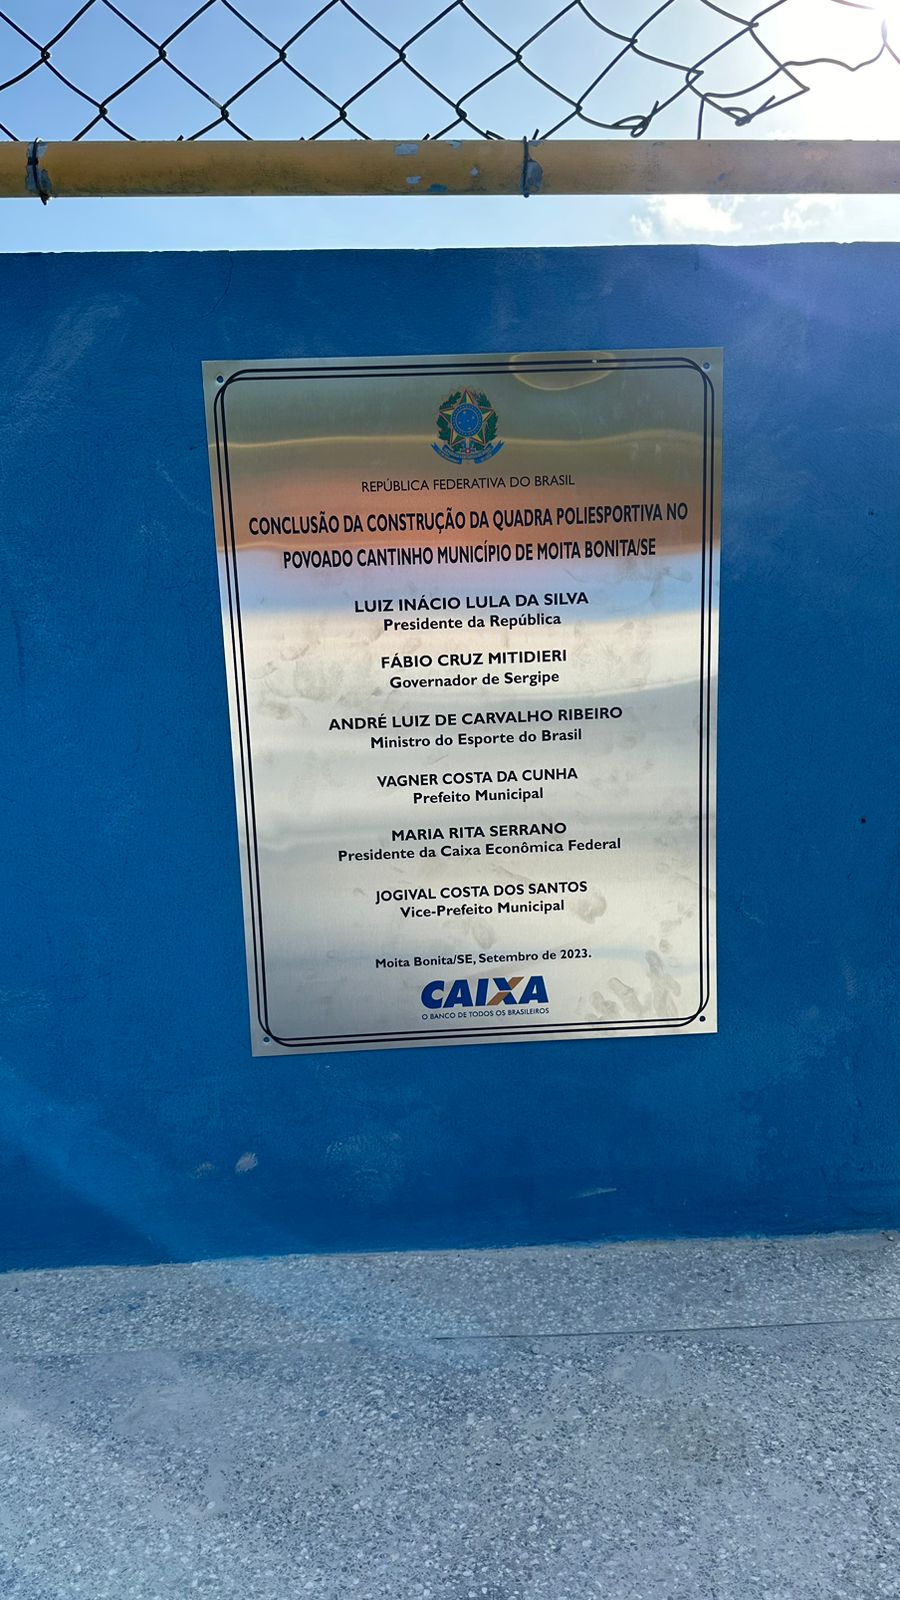 REPÚBLICA FEDERATIVA DO BRASIL
CONCLUSÃO DA CONSTRUÇÃO DA QUADRA POLIESPORTIVA NO
POVOADO CANTINHO MUNICÍPIO DE MOITA BONITA/SE
LUIZ INÁCIO LULA DA SILVA
Presidente da República
FÁBIO CRUZ MITIDIERI
Governador de Sergipe
ANDRÉ LUIZ DE CARVALHO RIBEIRO
Ministro do Esporte do Brasil
VAGNER COSTA DA CUNHA
Prefeito Municipal
MARIA RITA SERRANO
Presidente da Caixa Econômica Federal
JOGIVAL COSTA DOS SANTOS
Vice-Prefeito Municipal
Moita Bonita/SE, Setembro de 2023.
CAIXA
O BANCO DE TODOS OS BRASILEIROS